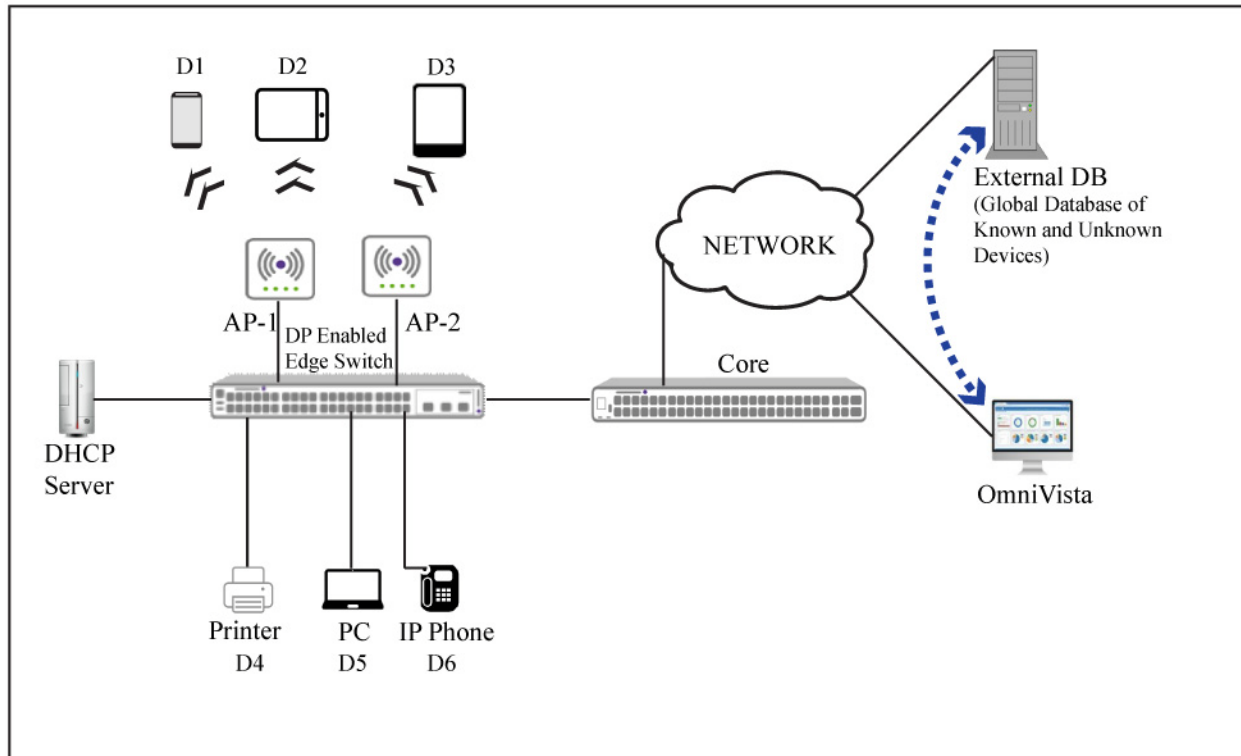 D1
D2
D3
AP-1
AP-2
DP Enabled
Edge Switch
DHCP
Server
Core
NETWORK
External DB
(Global Database of
Known and Unknown
Devices)
OmniVista
Printer
D4
PC
D5
IP Phone
D6